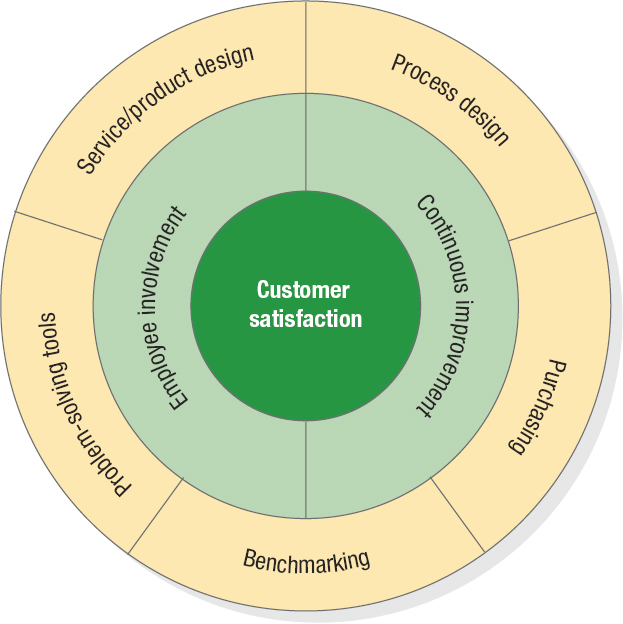 Service/product design
Process design
Employee involvement
Continuous improvement
Customer
satisfaction
Problem-solving tools
Purchasing
Benchmarking